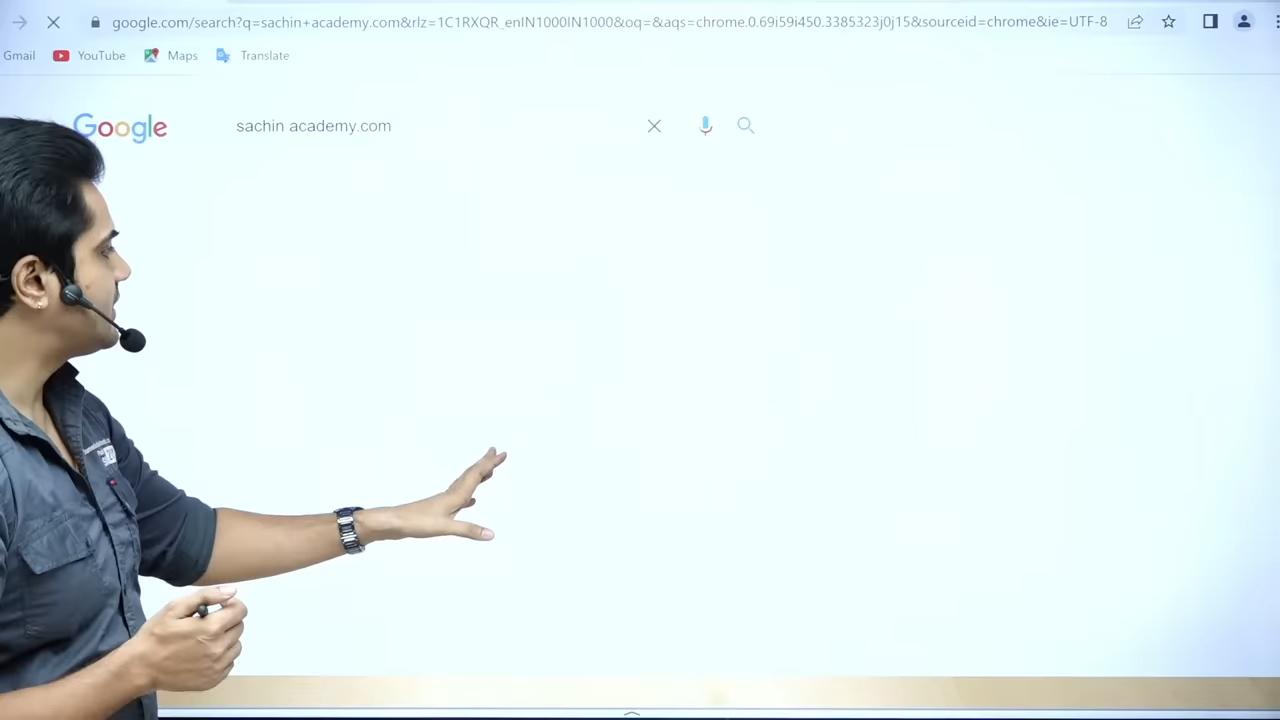 google.com/search?q=sachin+academy.com&rlz=1C1RXQR_enIN1000IN1000&oq=&aqs=chrome.0.69i59i450.3385323j0j15&sourceid=chrome&ie=UTF-8
Gmail YouTube Maps Translate
Google sachin academy.com